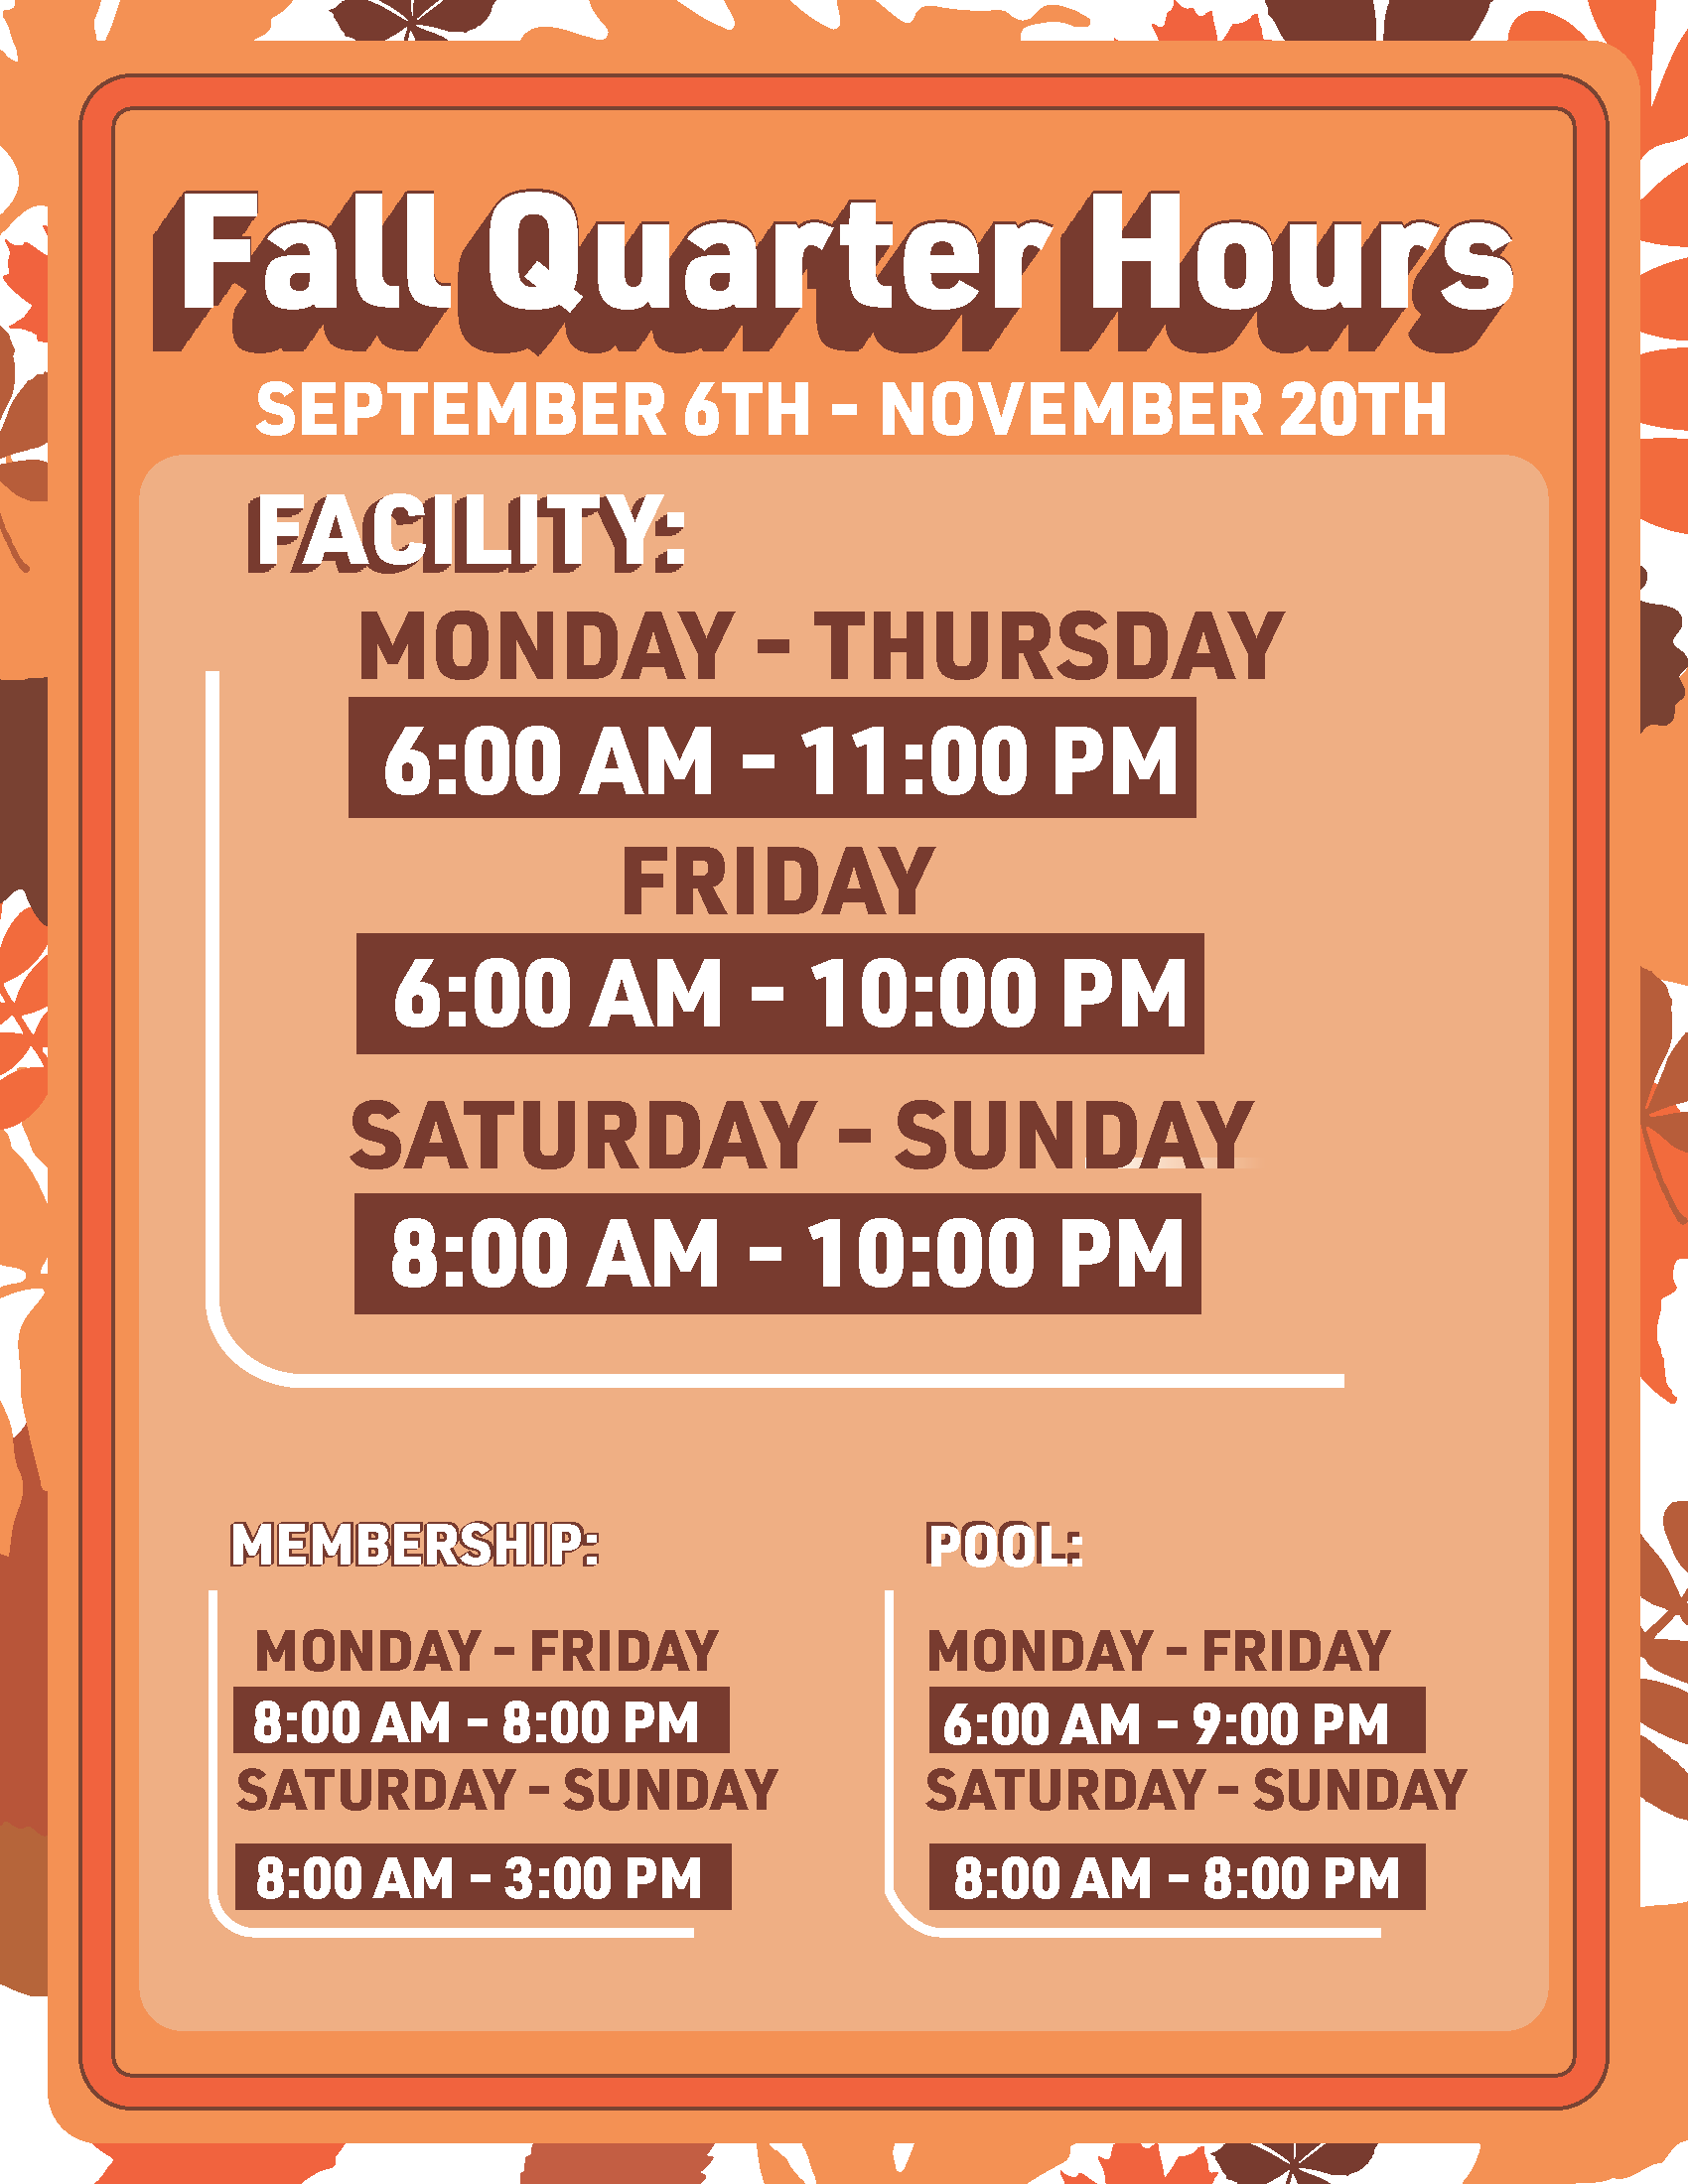 Fall Quarter Hours
SEPTEMBER 6TH - NOVEMBER 20TH
FACILITY:
MONDAY - THURSDAY
6:00 AM - 11:00 PM
FRIDAY
6:00 AM - 10:00 PM
SATURDAY - SUNDAY
8:00 AM - 10:00 PM
MEMBERSHIP:
MONDAY - FRIDAY
8:00 AM - 8:00 PM
SATURDAY - SUNDAY
8:00 AM - 3:00 PM
POOL:
MONDAY - FRIDAY
6:00 AM - 9:00 PM
SATURDAY - SUNDAY
8:00 AM - 8:00 PM